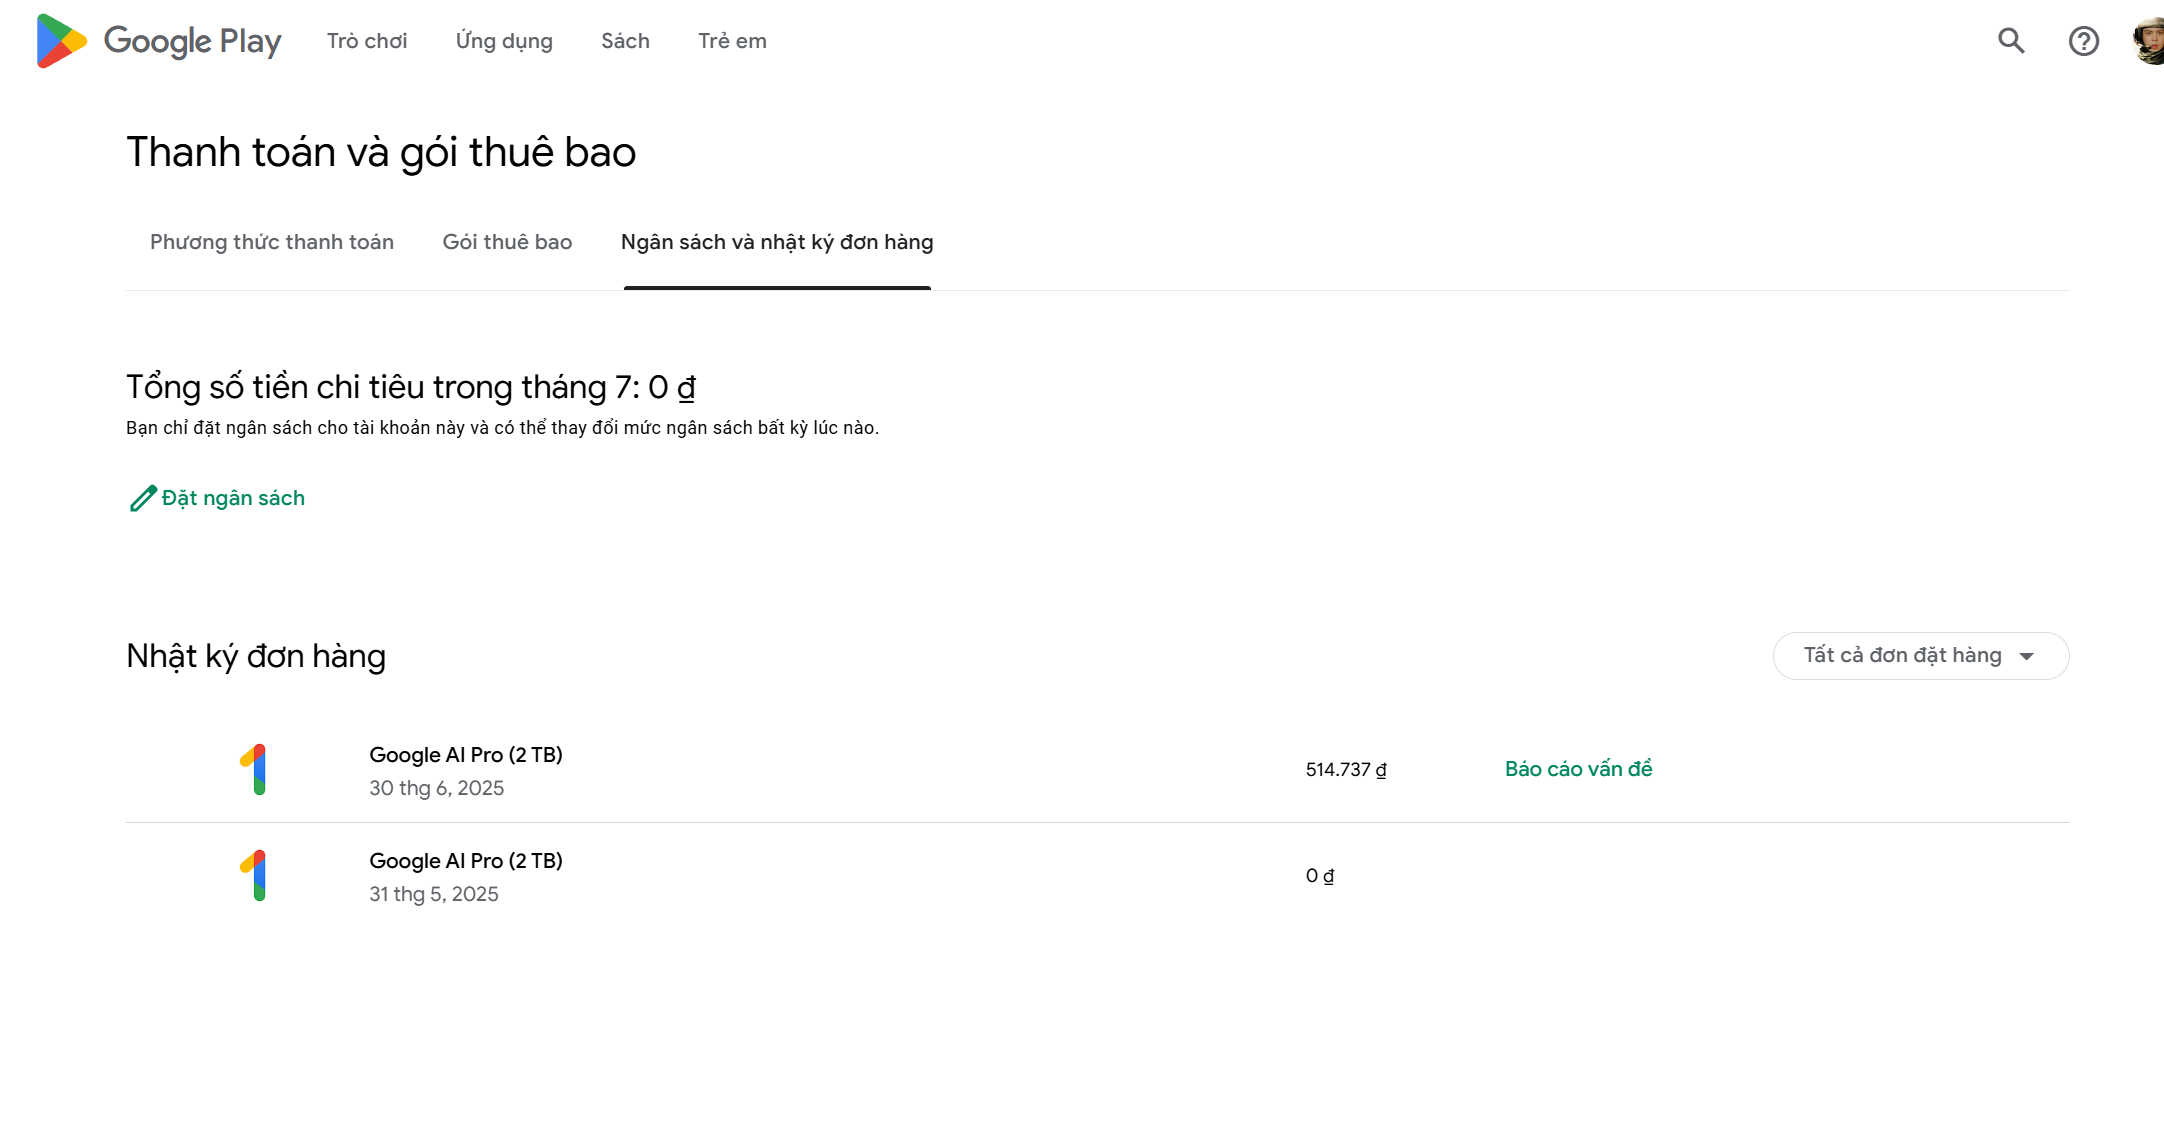 Google Play Trò chơi Ứng dụng Sách Trẻ em
Thanh toán và gói thuê bao
Phương thức thanh toán Gói thuê bao Ngân sách và nhật ký đơn hàng
Tổng số tiền chi tiêu trong tháng 7: 0 ₫
Bạn chỉ đặt ngân sách cho tài khoản này và có thể thay đổi mức ngân sách bất kỳ lúc nào.
Đặt ngân sách
Nhật ký đơn hàng Tất cả đơn đặt hàng
Google AI Pro (2 TB)
30 thg 6, 2025
514.737 ₫ Báo cáo vấn đề
Google AI Pro (2 TB)
31 thg 5, 2025
0 ₫